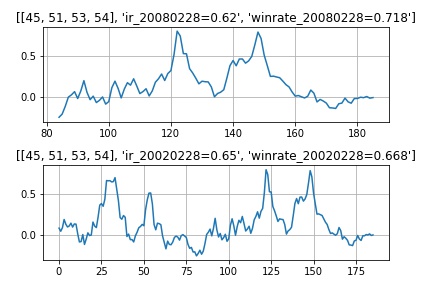 [[45, 51, 53, 54], 'ir_20080228=0.62', 'winrate_20080228=0.718']
0.5
0.0
80 100 120 140 160 180
[[45, 51, 53, 54], 'ir_20020228=0.65', 'winrate_20020228=0.668']
0.5
0.0
0 25 50 75 100 125 150 175